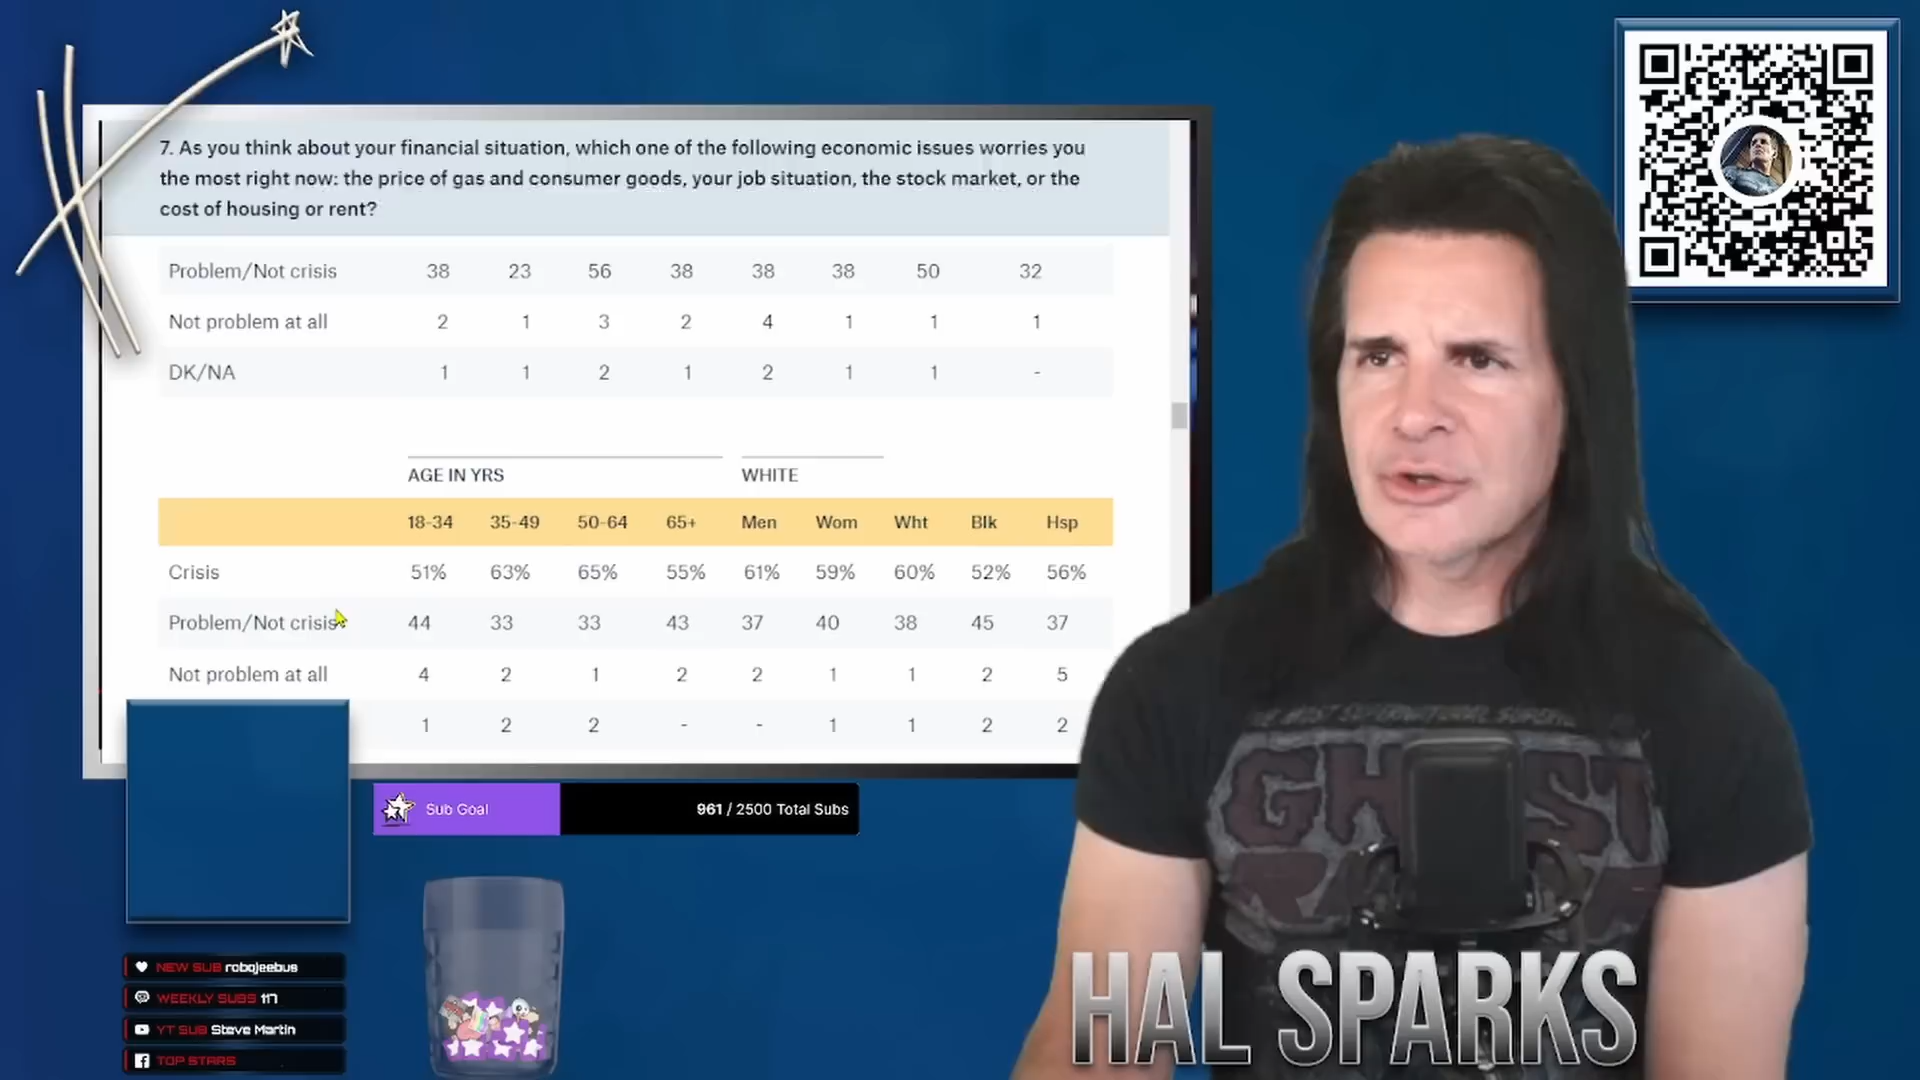 7. As you think about your financial situation, which one of the following economic issues worries you
the most right now: the price of gas and consumer goods, your job situation, the stock market, or the
cost of housing or rent?
Problem/Not crisis 38 23 56 38 38 38 50 32
Not problem at all 2 1 3 2 4 1 1 1
DK/NA 1 1 2 1 2 1 1 -
AGE IN YRS WHITE
18-34 35-49 50-64 65+ Men Wom Wht Blk Hsp
Crisis 51% 63% 65% 55% 61% 59% 60% 52% 56%
Problem/Not crisis 44 33 33 43 37 40 38 45 37
Not problem at all 4 2 1 2 2 1 1 2 5
1 2 2 - - 1 1 2 2
Sub Goal 961 / 2500 Total Subs
NEW SUB robojeebus
WEEKLY SUBS 117
YT SUB Steve Martin
TOP STARS
HAL SPARKS